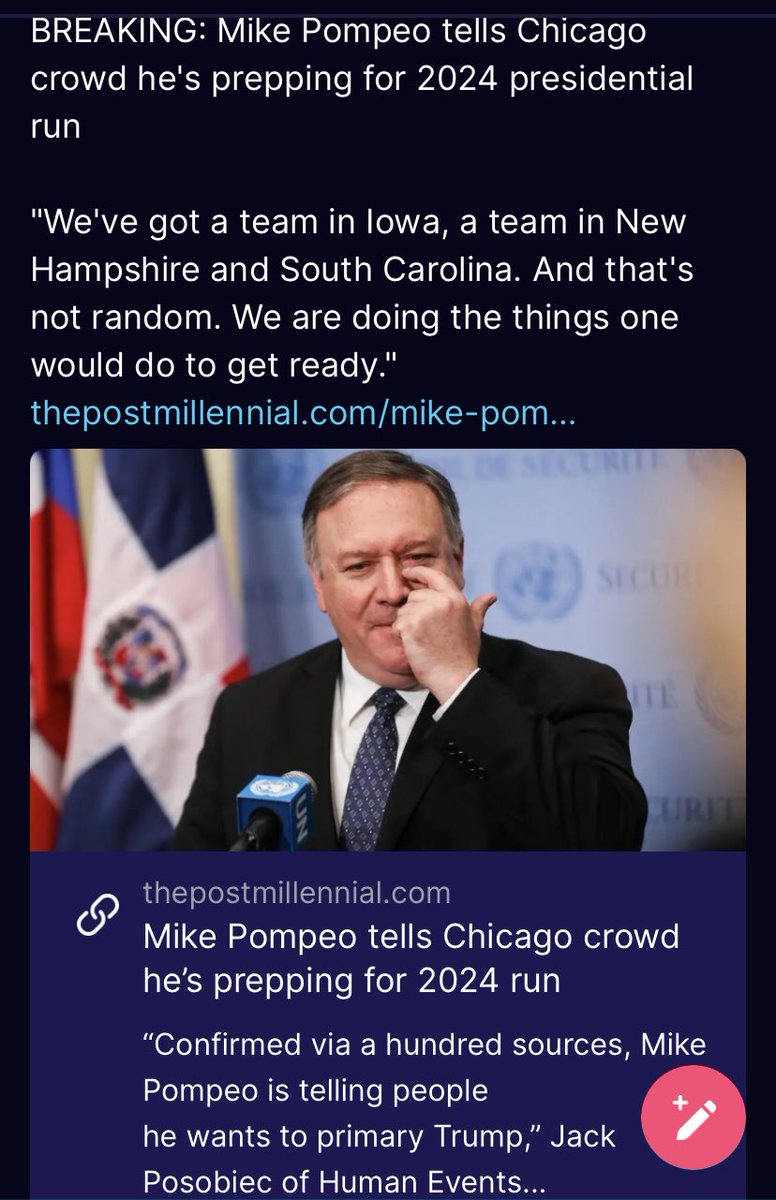 BREAKING: Mike Pompeo tells Chicago
crowd he's prepping for 2024 presidential
run
"We've got a team in Iowa, a team in New
Hampshire and South Carolina. And that's
not random. We are doing the things one
would do to get ready."
thepostmillennial.com/mike-pom...
DE SECURITE
SECUR
ITÉ
CURIT
UN
thepostmillennial.com
Mike Pompeo tells Chicago crowd
he’s prepping for 2024 run
“Confirmed via a hundred sources, Mike
Pompeo is telling people
he wants to primary Trump,” Jack
Posobiec of Human Events...